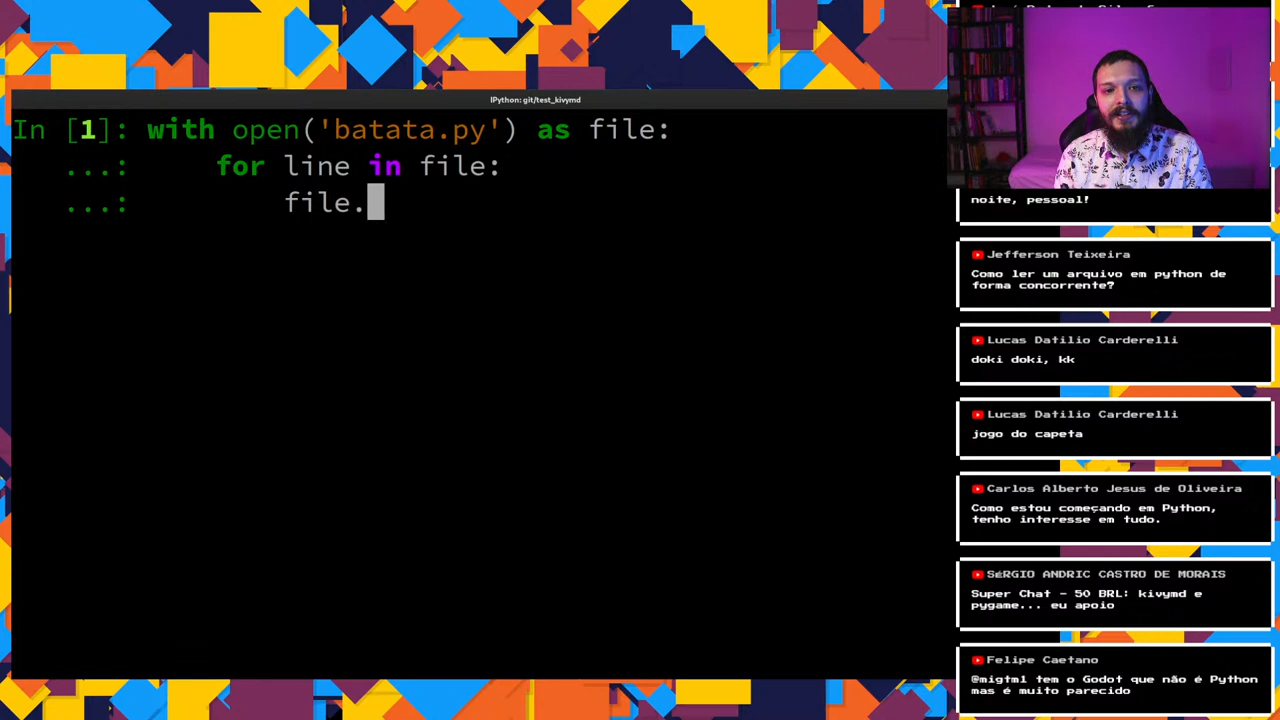 IPython: git/test_kivymd
In [1]: with open('batata.py') as file:
...: for line in file:
...: file.
noite, pessoal!
Jefferson Teixeira
Como ler um arquivo em python de
forma concorrente?
Lucas Datilio Carderelli
doki doki, kk
Lucas Datilio Carderelli
jogo do capeta
Carlos Alberto Jesus de Oliveira
Como estou começando em Python,
tenho interesse em tudo.
SéRGIO ANDRIC CASTRO DE MORAIS
Super Chat - 50 BRL: kivymd e
pygame... eu apoio
Felipe Caetano
@migtm1 tem o Godot que não é Python
mas é muito parecido